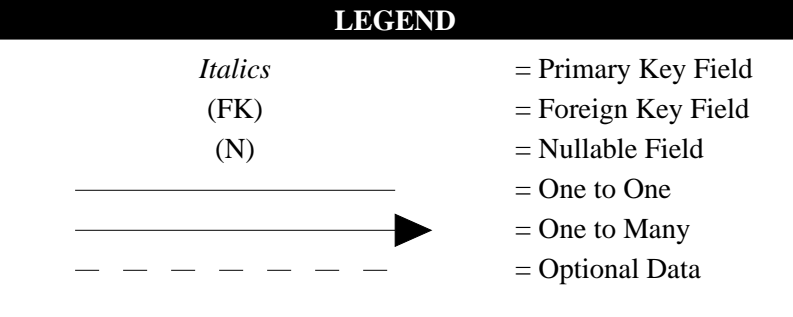 LEGEND
Italics = Primary Key Field
(FK) = Foreign Key Field
(N) = Nullable Field
= One to One
= One to Many
= Optional Data